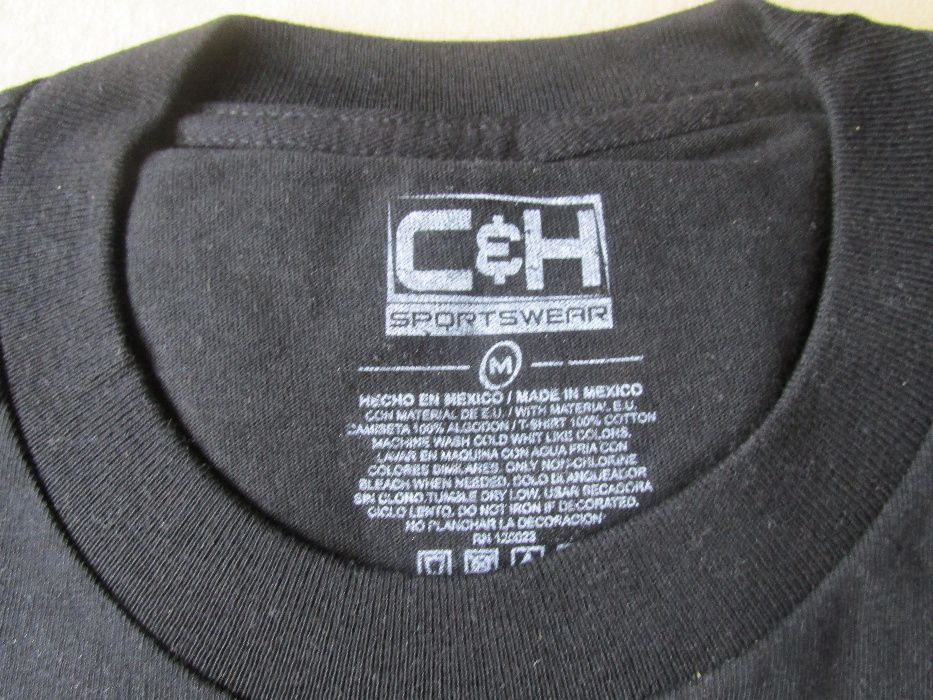 C&H
SPORTSWEAR
M
HECHO EN MEXICO / MADE IN MEXICO
CON MATERIAL DE E.U. / WITH MATERIAL E.U.
CAMISETA 100% ALGODON / T-SHIRT 100% COTTON
MACHINE WASH COLD WHIT LIKE COLORS.
LAVAR EN MAQUINA CON AGUA FRIA CON
COLORES SIMILARES. ONLY NON-CHLORINE
BLEACH WHEN NEEDED. SOLO BLANQUEADOR
SIN CLORO TUMBLE DRY LOW. USAR SECADORA
CICLO LENTO. DO NOT IRON IF DECORATED.
NO PLANCHAR LA DECORACION
RN